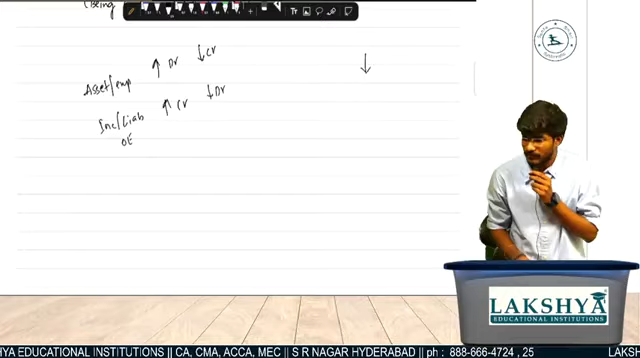 (Being
Asset/exp ↑ Dr ↓ Cr
Inc/Liab ↑ Cr ↓ Dr
OE
↓
LAKSHYA
EDUCATIONAL INSTITUTIONS
HYA EDUCATIONAL INSTITUTIONS || CA, CMA, ACCA, MEC || S R NAGAR HYDERABAD || ph : 888-666-4724 , 25 LAKSH